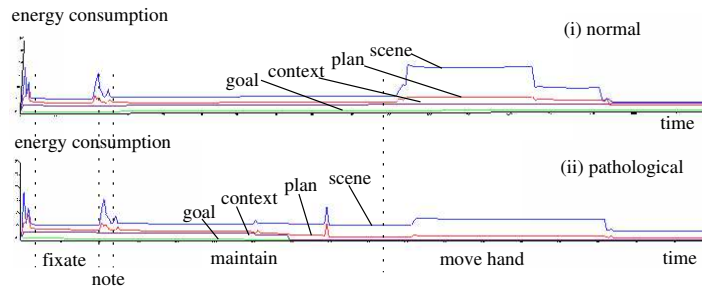 energy consumption
(i) normal
scene
plan
context
goal
time
energy consumption
(ii) pathological
scene
plan
context
goal
fixate
maintain
move hand
time
note